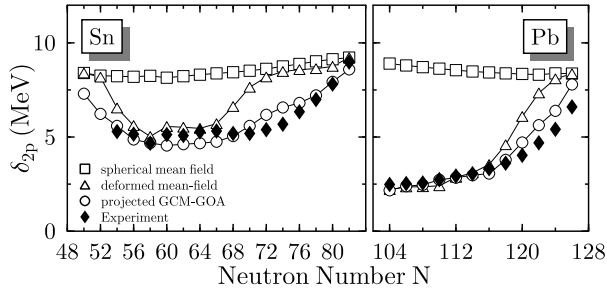 δ2p (MeV)
10
5
0
Sn
Pb
spherical mean field
deformed mean-field
projected GCM-GOA
Experiment
48 52 56 60 64 68 72 76 80 84 104 112 120 128
Neutron Number N